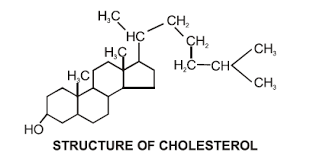 H₃C
CH₂
HC
CH₂
CH₃
H₃C
H₂C—CH
H₃C
CH₃
HO
STRUCTURE OF CHOLESTEROL